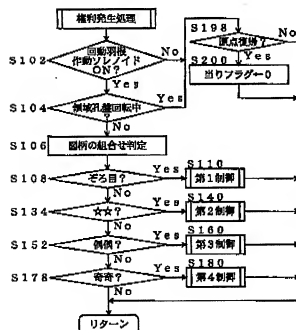 権利発生処理
S102
回動羽根
作動ソレノイド
ON?
No
Yes
S198
原点復帰?
No
Yes
S200
当りフラグ←0
S104
領域孔盤回転中
Yes
No
S106
図柄の組合せ判定
S108
ぞろ目?
Yes
S110
第1制御
No
S134
☆☆?
Yes
S140
第2制御
No
S152
偶偶?
Yes
S160
第3制御
No
S178
奇奇?
Yes
S180
第4制御
No
リターン